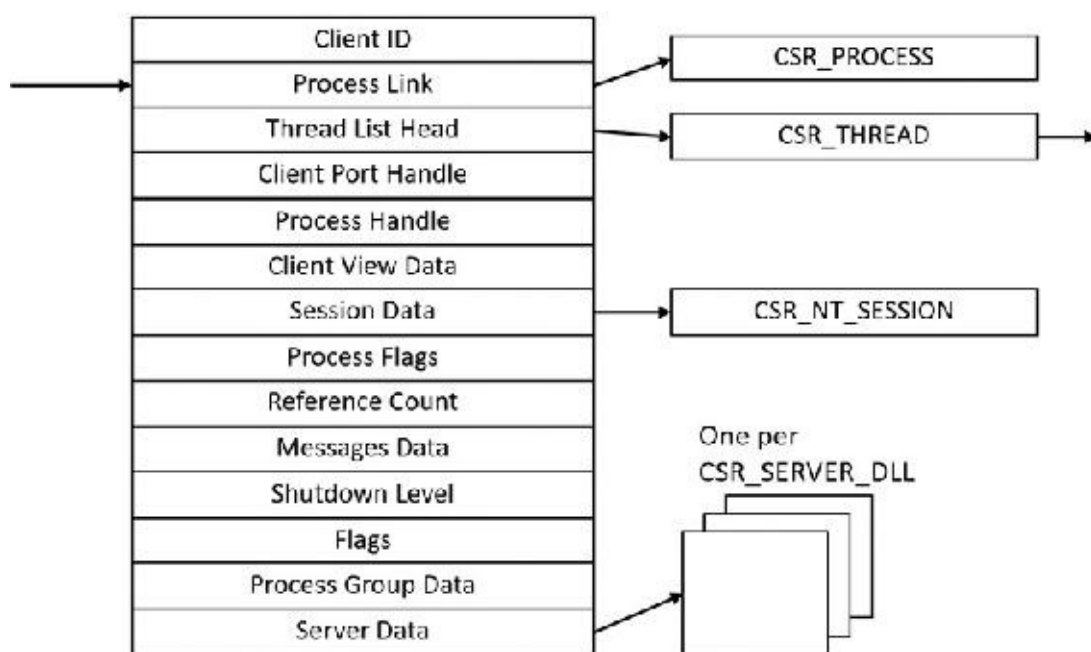 Client ID
Process Link
Thread List Head
Client Port Handle
Process Handle
Client View Data
Session Data
Process Flags
Reference Count
Messages Data
Shutdown Level
Flags
Process Group Data
Server Data
CSR_PROCESS
CSR_THREAD
CSR_NT_SESSION
One per
CSR_SERVER_DLL